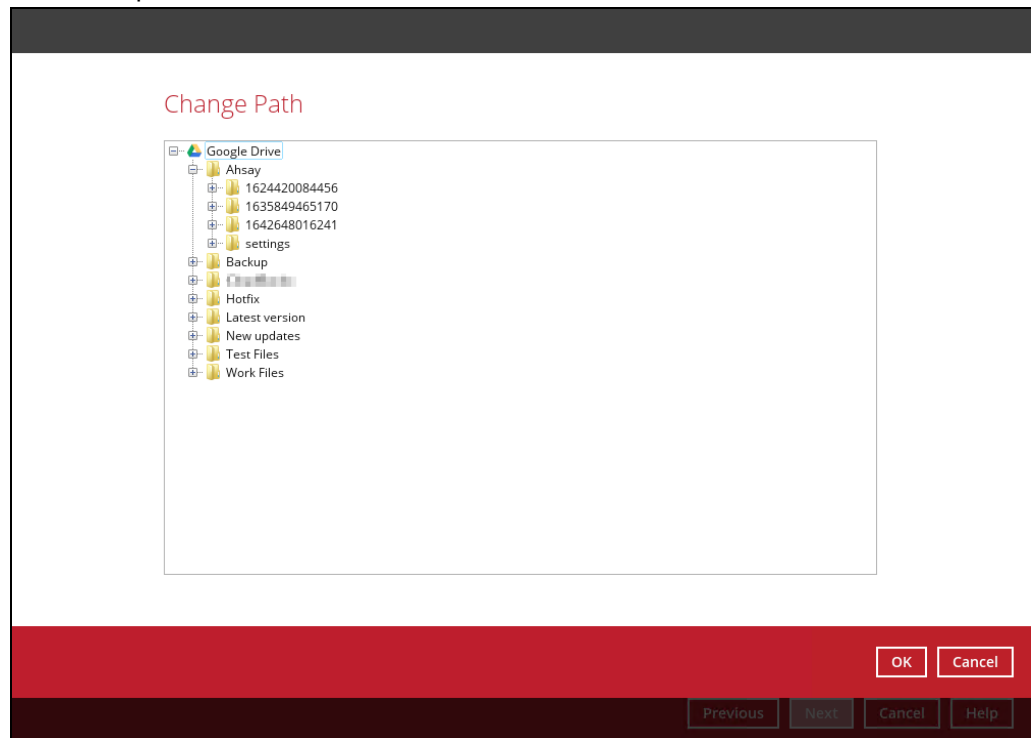 Change Path
Google Drive
Ahsay
1624420084456
1635849465170
1642648016241
settings
Backup
Hotfix
Latest version
New updates
Test Files
Work Files
OK Cancel
Previous Next Cancel Help